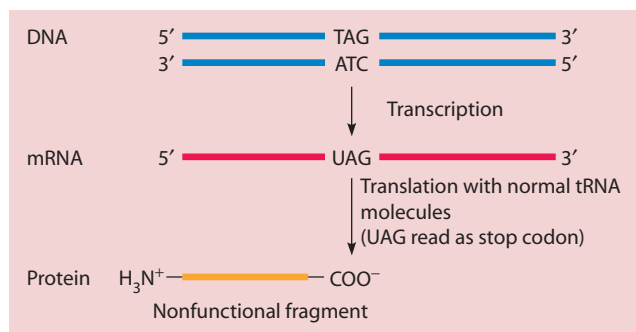 DNA 5′ TAG 3′
3′ ATC 5′
Transcription
mRNA 5′ UAG 3′
Translation with normal tRNA
molecules
(UAG read as stop codon)
Protein H₃N⁺ COO⁻
Nonfunctional fragment